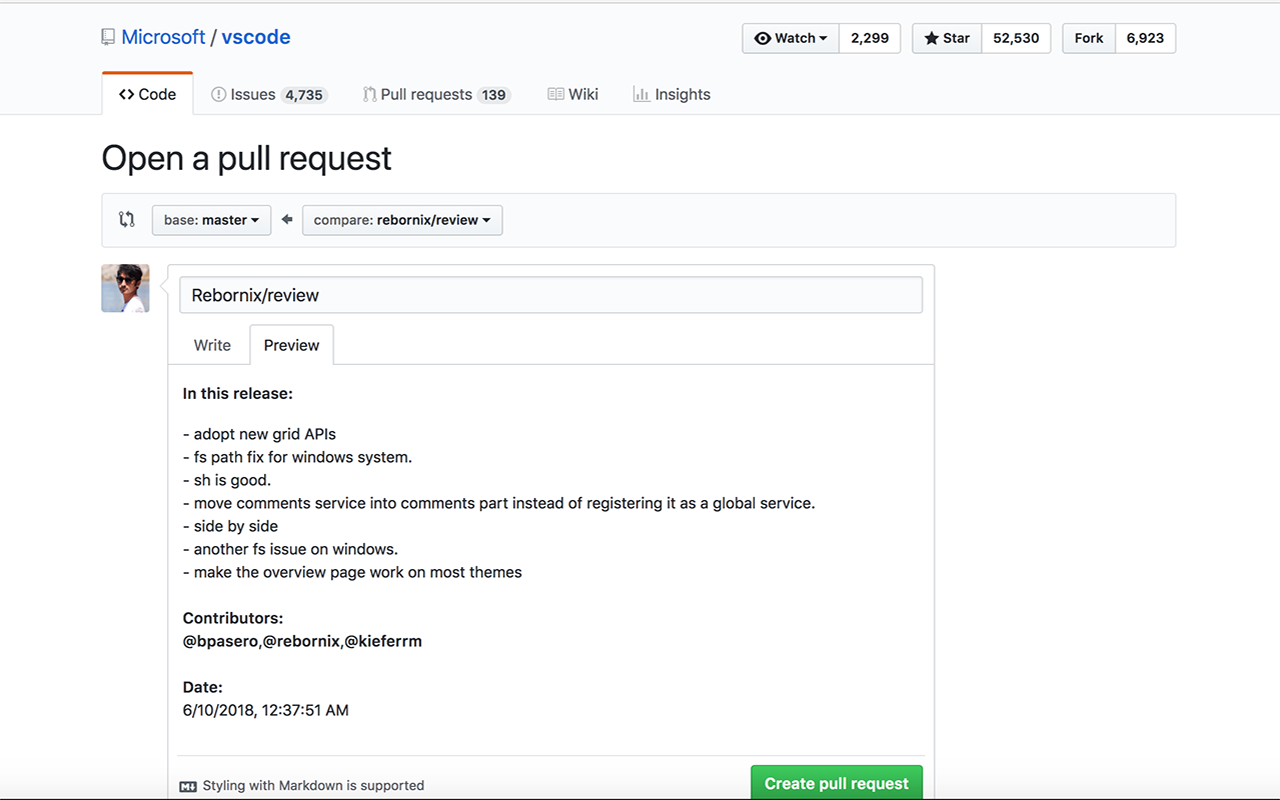 Microsoft / vscode
Watch 2,299 Star 52,530 Fork 6,923
Code Issues 4,735 Pull requests 139 Wiki Insights
Open a pull request
base: master compare: rebornix/review
Rebornix/review
Write Preview
In this release:
- adopt new grid APIs
- fs path fix for windows system.
- sh is good.
- move comments service into comments part instead of registering it as a global service.
- side by side
- another fs issue on windows.
- make the overview page work on most themes
Contributors:
@bpasero,@rebornix,@kieferrm
Date:
6/10/2018, 12:37:51 AM
Styling with Markdown is supported Create pull request